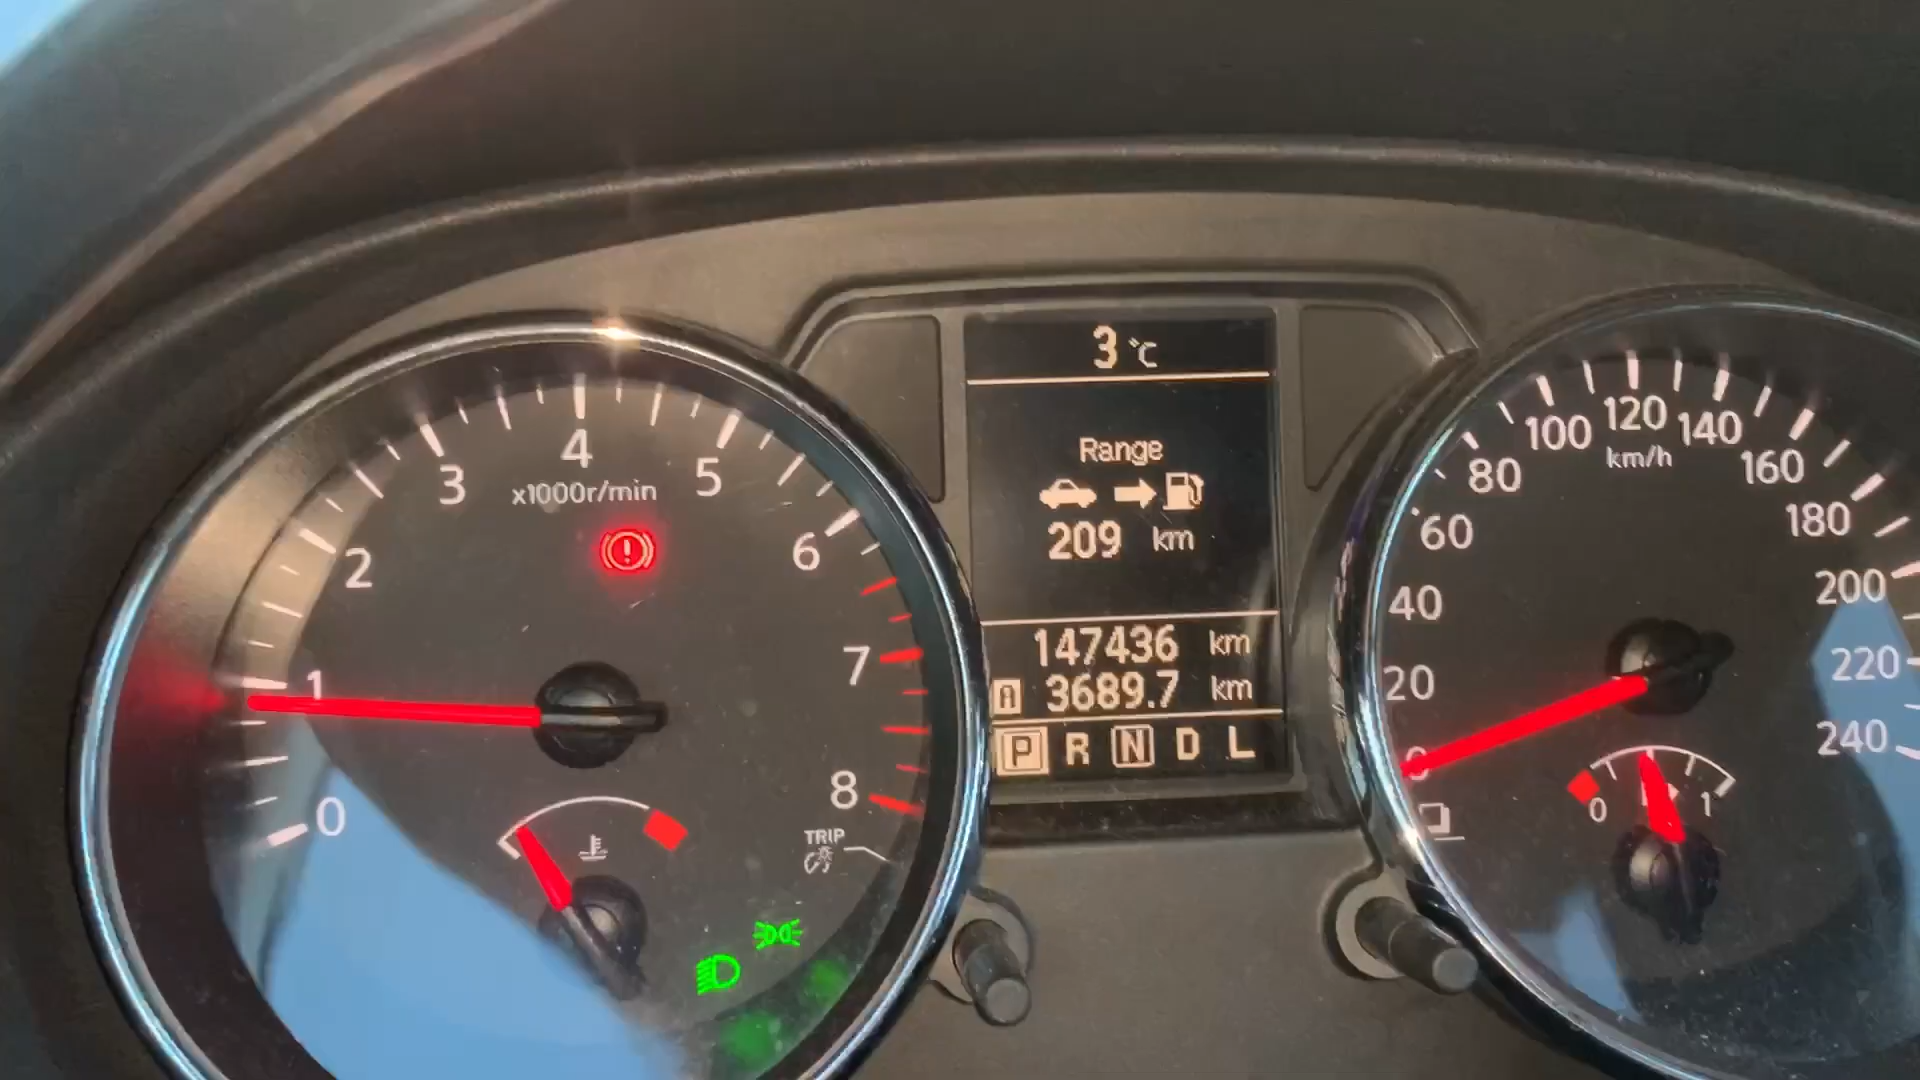 3 °C
Range
209 km
147436 km
A 3689.7 km
P R N D L
0 1 2 3 4 5 6 7 8
x1000r/min
TRIP
0 20 40 60 80 100 120 140 160 180 200 220 240
km/h
0 1